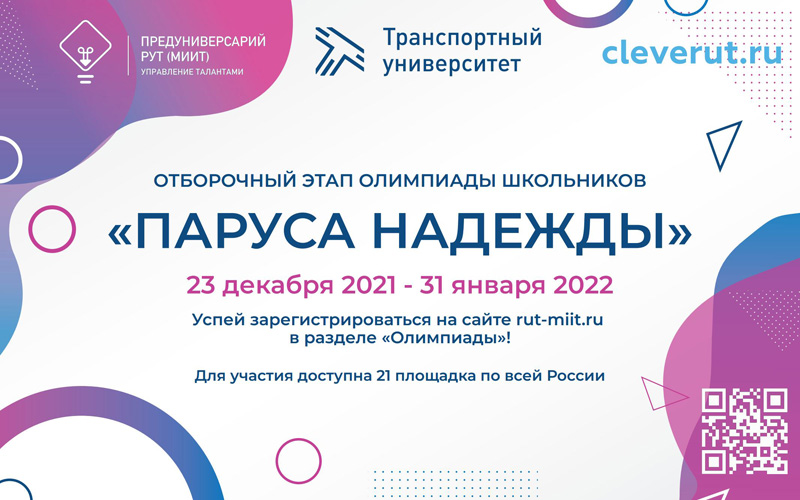 ПРЕДУНИВЕРСАРИЙ
РУТ (МИИТ)
УПРАВЛЕНИЕ ТАЛАНТАМИ
Транспортный
университет
cleverut.ru
ОТБОРОЧНЫЙ ЭТАП ОЛИМПИАДЫ ШКОЛЬНИКОВ
«ПАРУСА НАДЕЖДЫ»
23 декабря 2021 - 31 января 2022
Успей зарегистрироваться на сайте rut-miit.ru
в разделе «Олимпиады»!
Для участия доступна 21 площадка по всей России